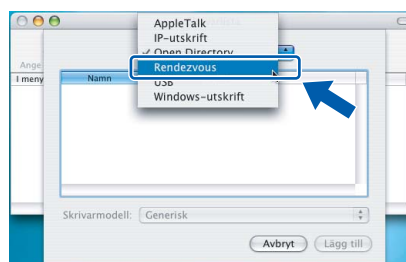 AppleTalk
IP-utskrift
✓ Open Directory
Rendezvous
USB
Windows-utskrift
Ange
I meny
Namn
Skrivarmodell: Generisk
Avbryt
Lägg till